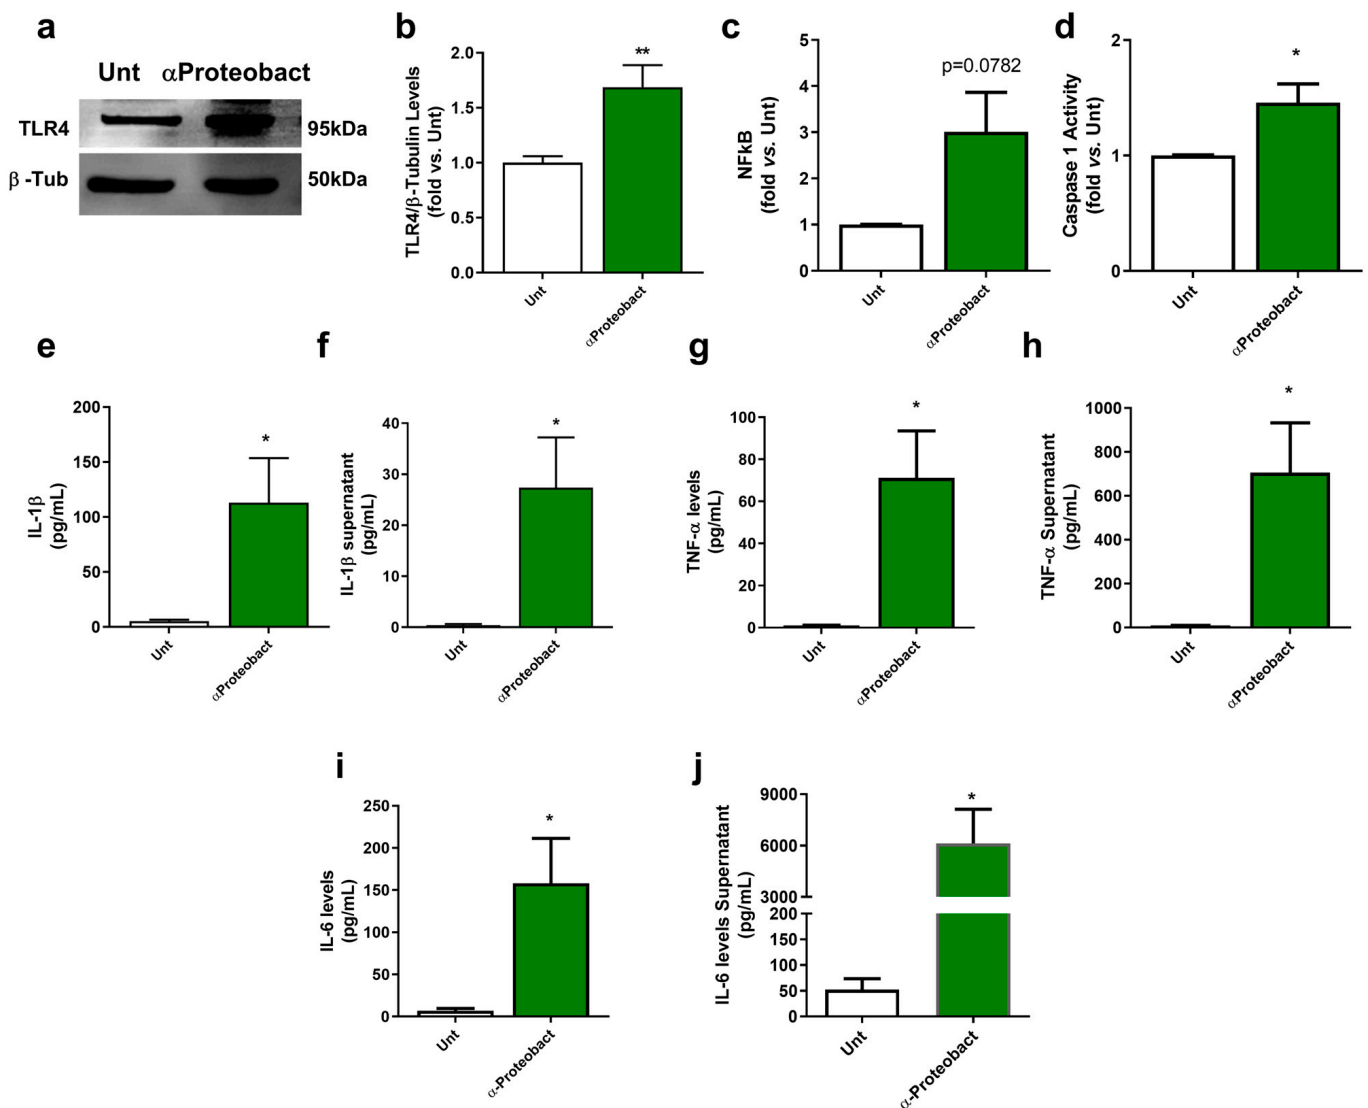 a
Unt αProteobact
TLR4
95kDa
β -Tub
50kDa
b
TLR4/β-Tubulin Levels
(fold vs. Unt)
2.0
1.5
1.0
0.5
0.0
**
Unt
αProteobact
c
NFkB
(fold vs. Unt)
5
4
3
2
1
0
p=0.0782
Unt
αProteobact
d
Caspase 1 Activity
(fold vs. Unt)
2
1
0
*
Unt
αProteobact
e
IL-1β
(pg/mL)
200
150
100
50
0
*
Unt
αProteobact
f
IL-1β supernatant
(pg/mL)
40
30
20
10
0
*
Unt
αProteobact
g
TNF-α levels
(pg/mL)
100
80
60
40
20
0
*
Unt
αProteobact
h
TNF-α Supernatant
(pg/mL)
1000
800
600
400
200
0
*
Unt
αProteobact
i
IL-6 levels
(pg/mL)
250
200
150
100
50
0
*
Unt
α-Proteobact
j
IL-6 levels Supernatant
(pg/mL)
9000
6000
3000
200
150
100
50
0
*
Unt
α-Proteobact